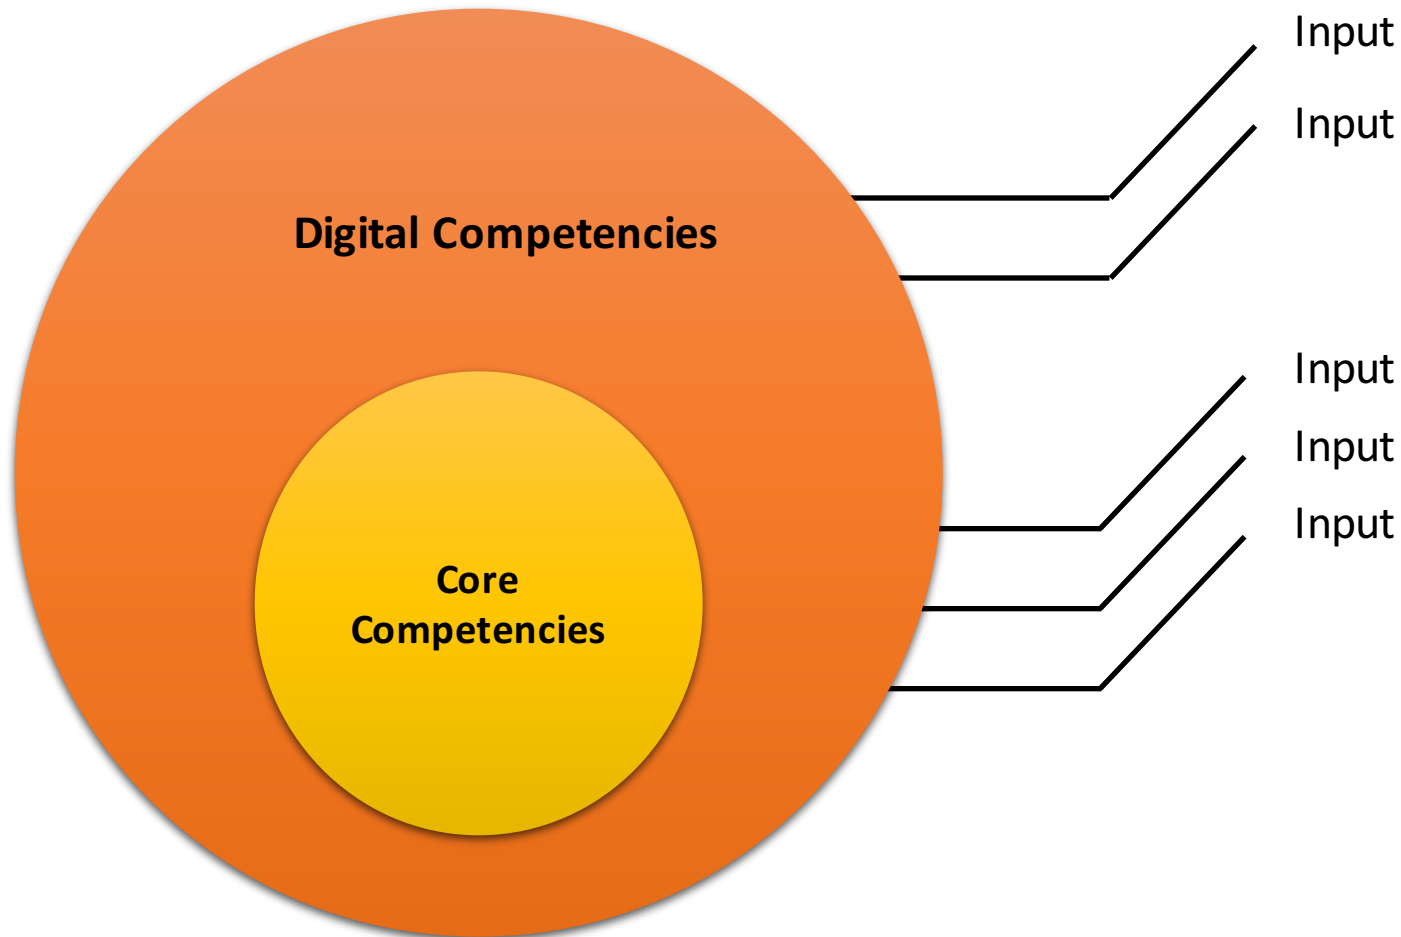 Input
Input
Digital Competencies
Input
Input
Input
Core
Competencies